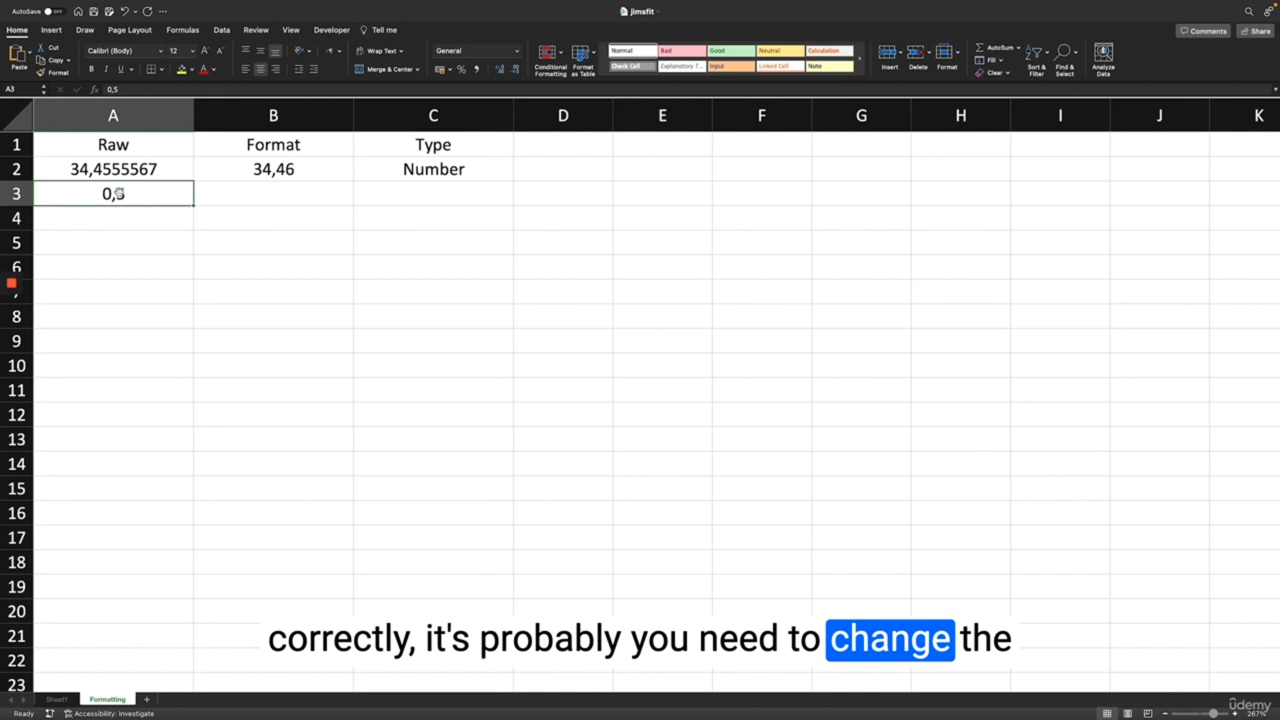 AutoSave OFF
jimsfit
Home Insert Draw Page Layout Formulas Data Review View Developer Tell me
Comments Share
Paste
Cut
Copy
Format
Calibri (Body) 12
B
Wrap Text
Merge & Center
General
Conditional Formatting
Format as Table
Normal Bad Good Neutral Calculation
Check Cell Explanatory T... Input Linked Cell Note
Insert Delete Format
AutoSum
Fill
Clear
Sort & Filter
Find & Select
Analyze Data
A3 fx 0,5
A B C D E F G H I J K
1 Raw Format Type
2 34,4555567 34,46 Number
3 0,5
4
5
6
8
9
10
11
12
13
14
15
16
17
18
19
20
21
22
23
correctly, it's probably you need to change the
Sheet1 Formatting +
Ready Accessibility: Investigate
udemy
267%